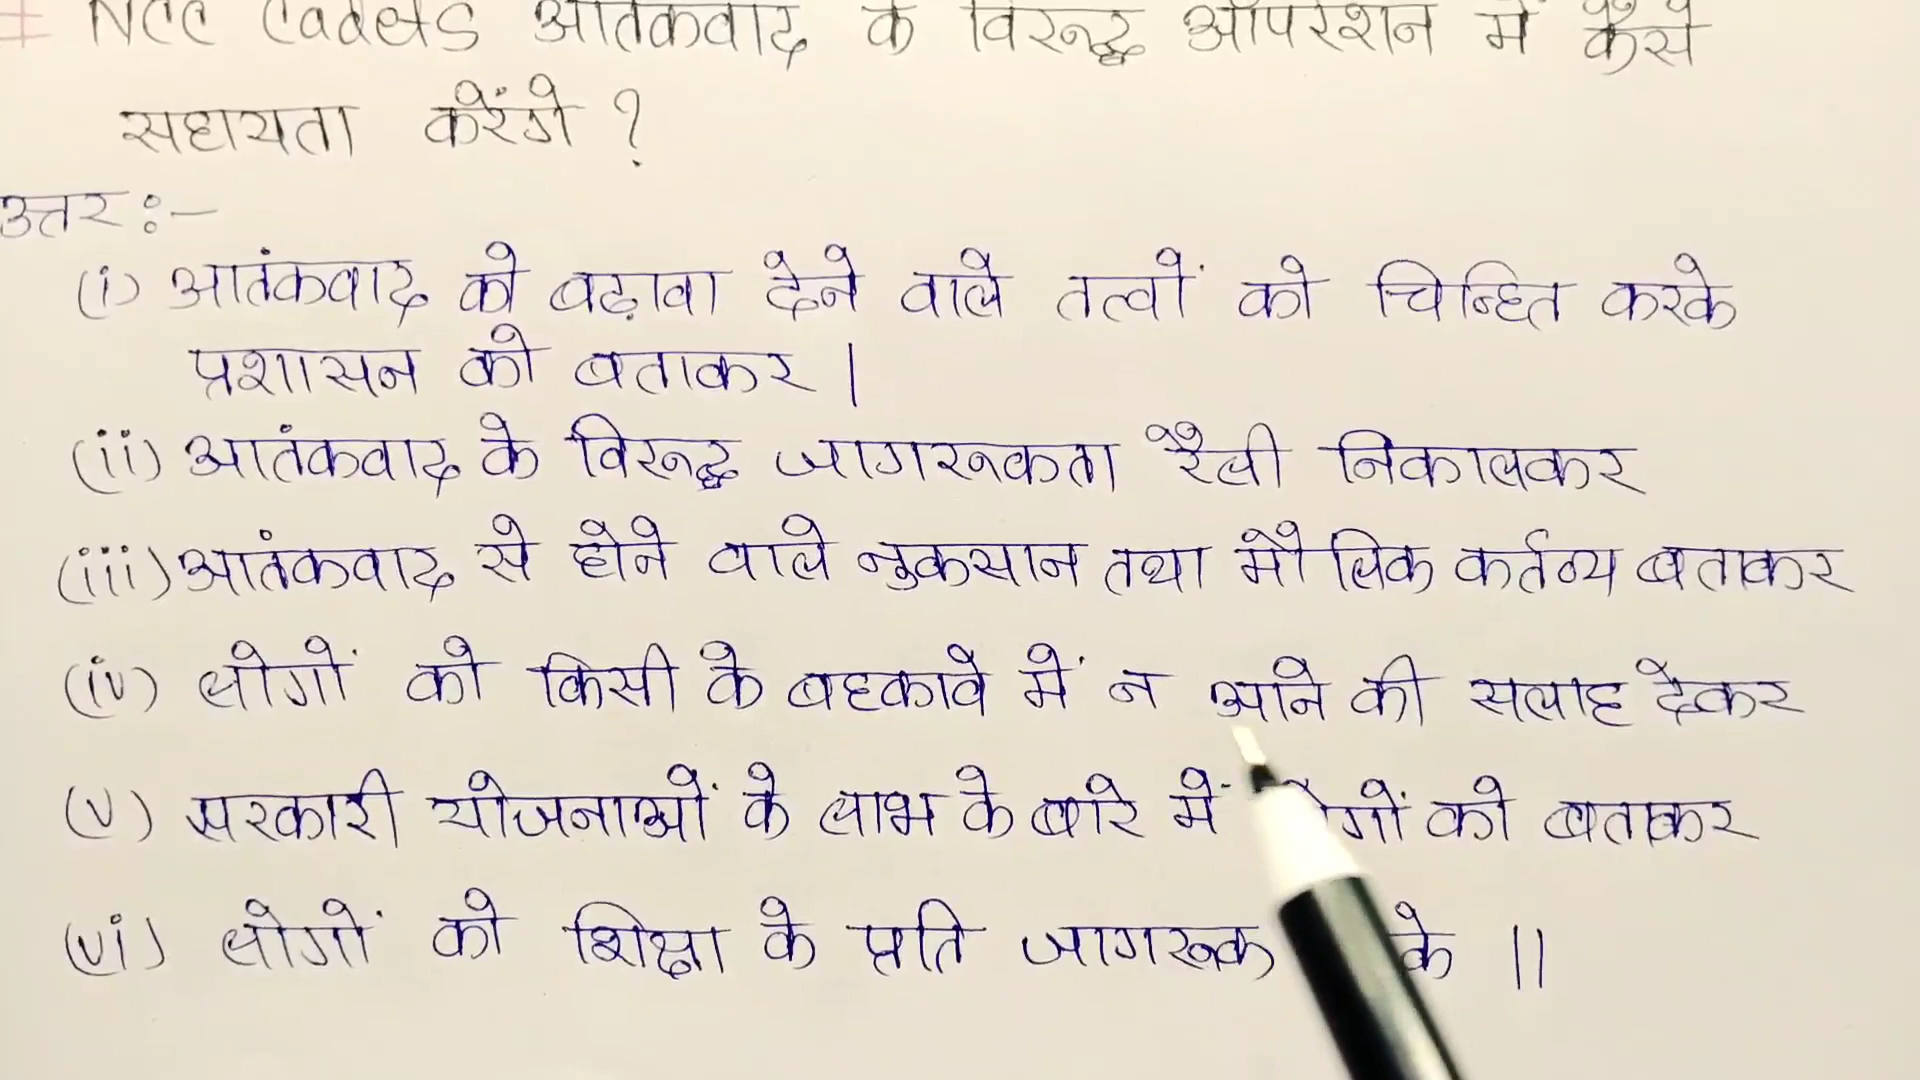 # NCC Cadets आतंकवाद के विरूद्ध ऑपरेशन में कैसे
सहायता करेंगे ?
उत्तर :-
(i) आतंकवाद को बढ़ावा देने वाले तत्वों को चिन्हित करके
प्रशासन को बताकर |
(ii) आतंकवाद के विरूद्ध जागरूकता रैली निकालकर
(iii) आतंकवाद से होने वाले नुकसान तथा मौलिक कर्तव्य बताकर
(iv) लोगों को किसी के बहकावे में न आने की सलाह देकर
(v) सरकारी योजनाओं के लाभ के बारे में को बताकर
(vi) लोगों को शिक्षा के प्रति जागरूक ||